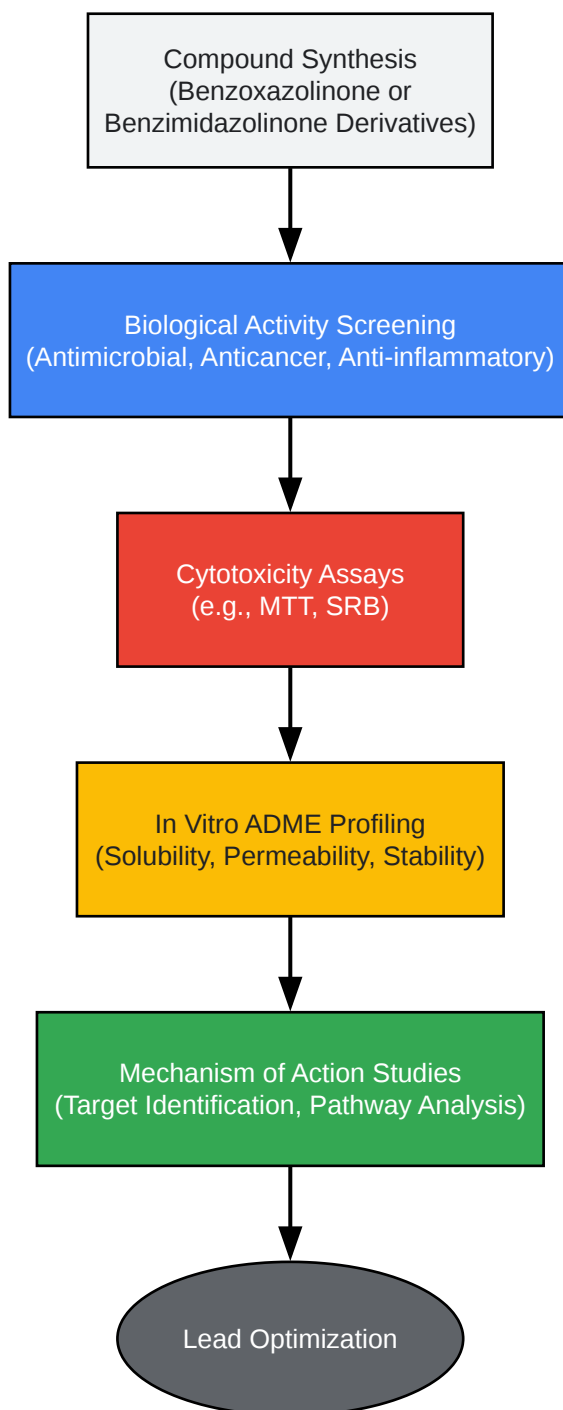 Compound Synthesis
(Benzoxazolinone or
Benzimidazolinone Derivatives)
Biological Activity Screening
(Antimicrobial, Anticancer, Anti-inflammatory)
Cytotoxicity Assays
(e.g., MTT, SRB)
In Vitro ADME Profiling
(Solubility, Permeability, Stability)
Mechanism of Action Studies
(Target Identification, Pathway Analysis)
Lead Optimization